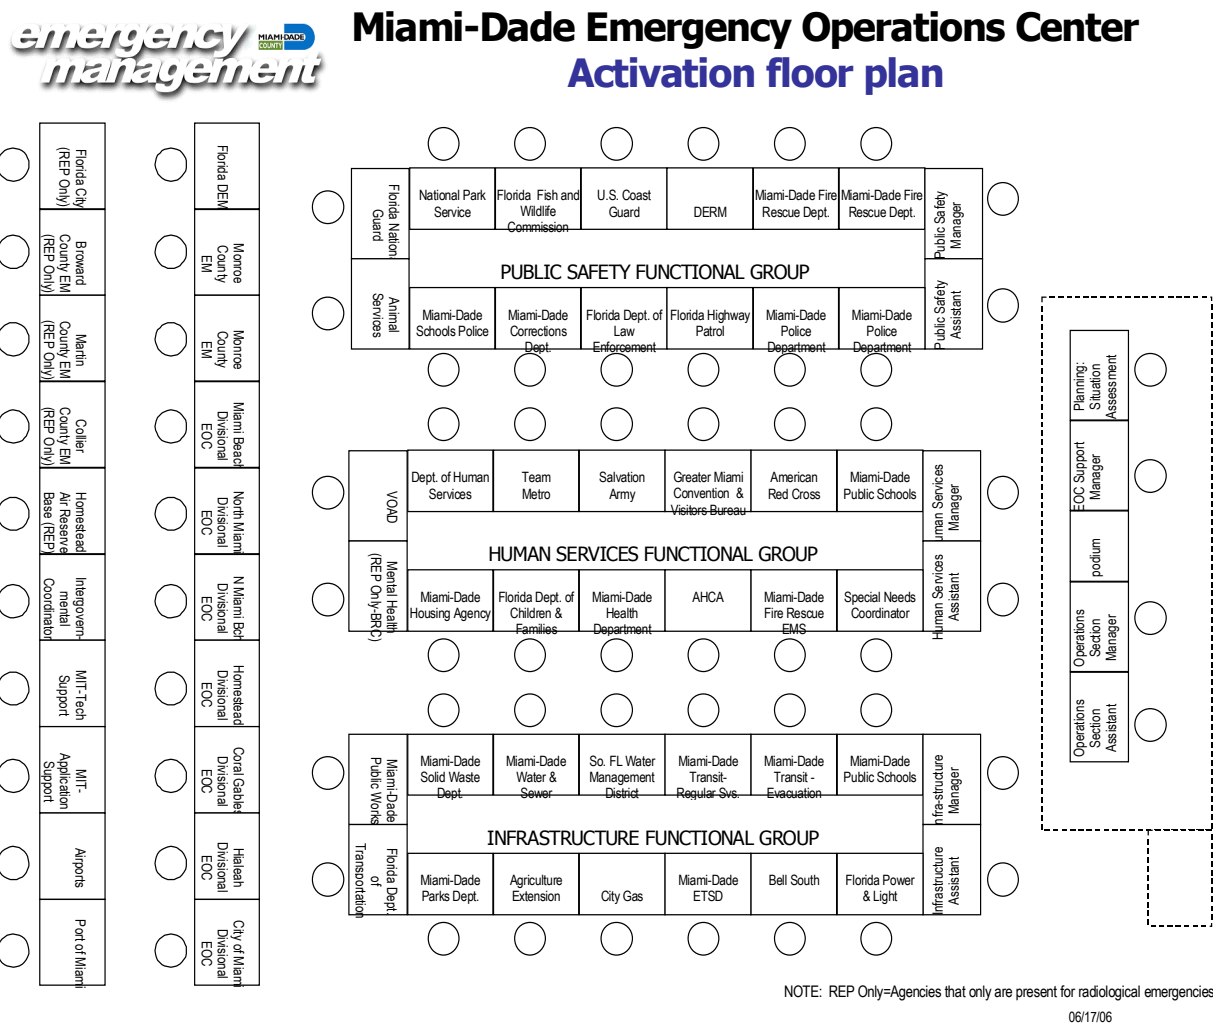 emergency
management
MIAMI-DADE
COUNTY
Miami-Dade Emergency Operations Center
Activation floor plan
Florida City
(REP Only)
Broward
County EM
(REP Only)
Martin
County EM
(REP Only)
Collier
County EM
(REP Only)
Homestead
Air Reserve
Base (REP)
Intergovern-
mental
Coordinator
MIT-Tech
Support
MIT-
Application
Support
Airports
Port of Miami
Florida DEM
Monroe
County
EM
Monroe
County
EM
Miami Beach
Divisional
EOC
North Miami
Divisional
EOC
N Miami Bch
Divisional
EOC
Homestead
Divisional
EOC
Coral Gables
Divisional
EOC
Hialeah
Divisional
EOC
City of Miami
Divisional
EOC
Florida Nation
Guard
Animal
Services
National Park
Service
Florida Fish and
Wildlife
Commission
U.S. Coast
Guard
DERM
Miami-Dade Fire
Rescue Dept.
Miami-Dade Fire
Rescue Dept.
Public Safety
Manager
PUBLIC SAFETY FUNCTIONAL GROUP
Miami-Dade
Schools Police
Miami-Dade
Corrections
Dept.
Florida Dept. of
Law
Enforcement
Florida Highway
Patrol
Miami-Dade
Police
Department
Miami-Dade
Police
Department
Public Safety
Assistant
VOAD
Mental Health
(REP Only-BRC)
Dept. of Human
Services
Team
Metro
Salvation
Army
Greater Miami
Convention &
Visitors Bureau
American
Red Cross
Miami-Dade
Public Schools
uman Services
Manager
HUMAN SERVICES FUNCTIONAL GROUP
Miami-Dade
Housing Agency
Florida Dept. of
Children &
Families
Miami-Dade
Health
Department
AHCA
Miami-Dade
Fire Rescue
EMS
Special Needs
Coordinator
Human Services
Assistant
Miami-Dade
Public Works
Florida Dept.
of
Transportation
Miami-Dade
Solid Waste
Dept.
Miami-Dade
Water &
Sewer
So. FL Water
Management
District
Miami-Dade
Transit-
Regular Svs.
Miami-Dade
Transit -
Evacuation
Miami-Dade
Public Schools
nfra-structure
Manager
INFRASTRUCTURE FUNCTIONAL GROUP
Miami-Dade
Parks Dept.
Agriculture
Extension
City Gas
Miami-Dade
ETSD
Bell South
Florida Power
& Light
Infrastructure
Assistant
Planning:
Situation
Assessment
EOC Support
Manager
podium
Operations
Section
Manager
Operations
Section
Assistant
NOTE: REP Only=Agencies that only are present for radiological emergencies
06/17/06